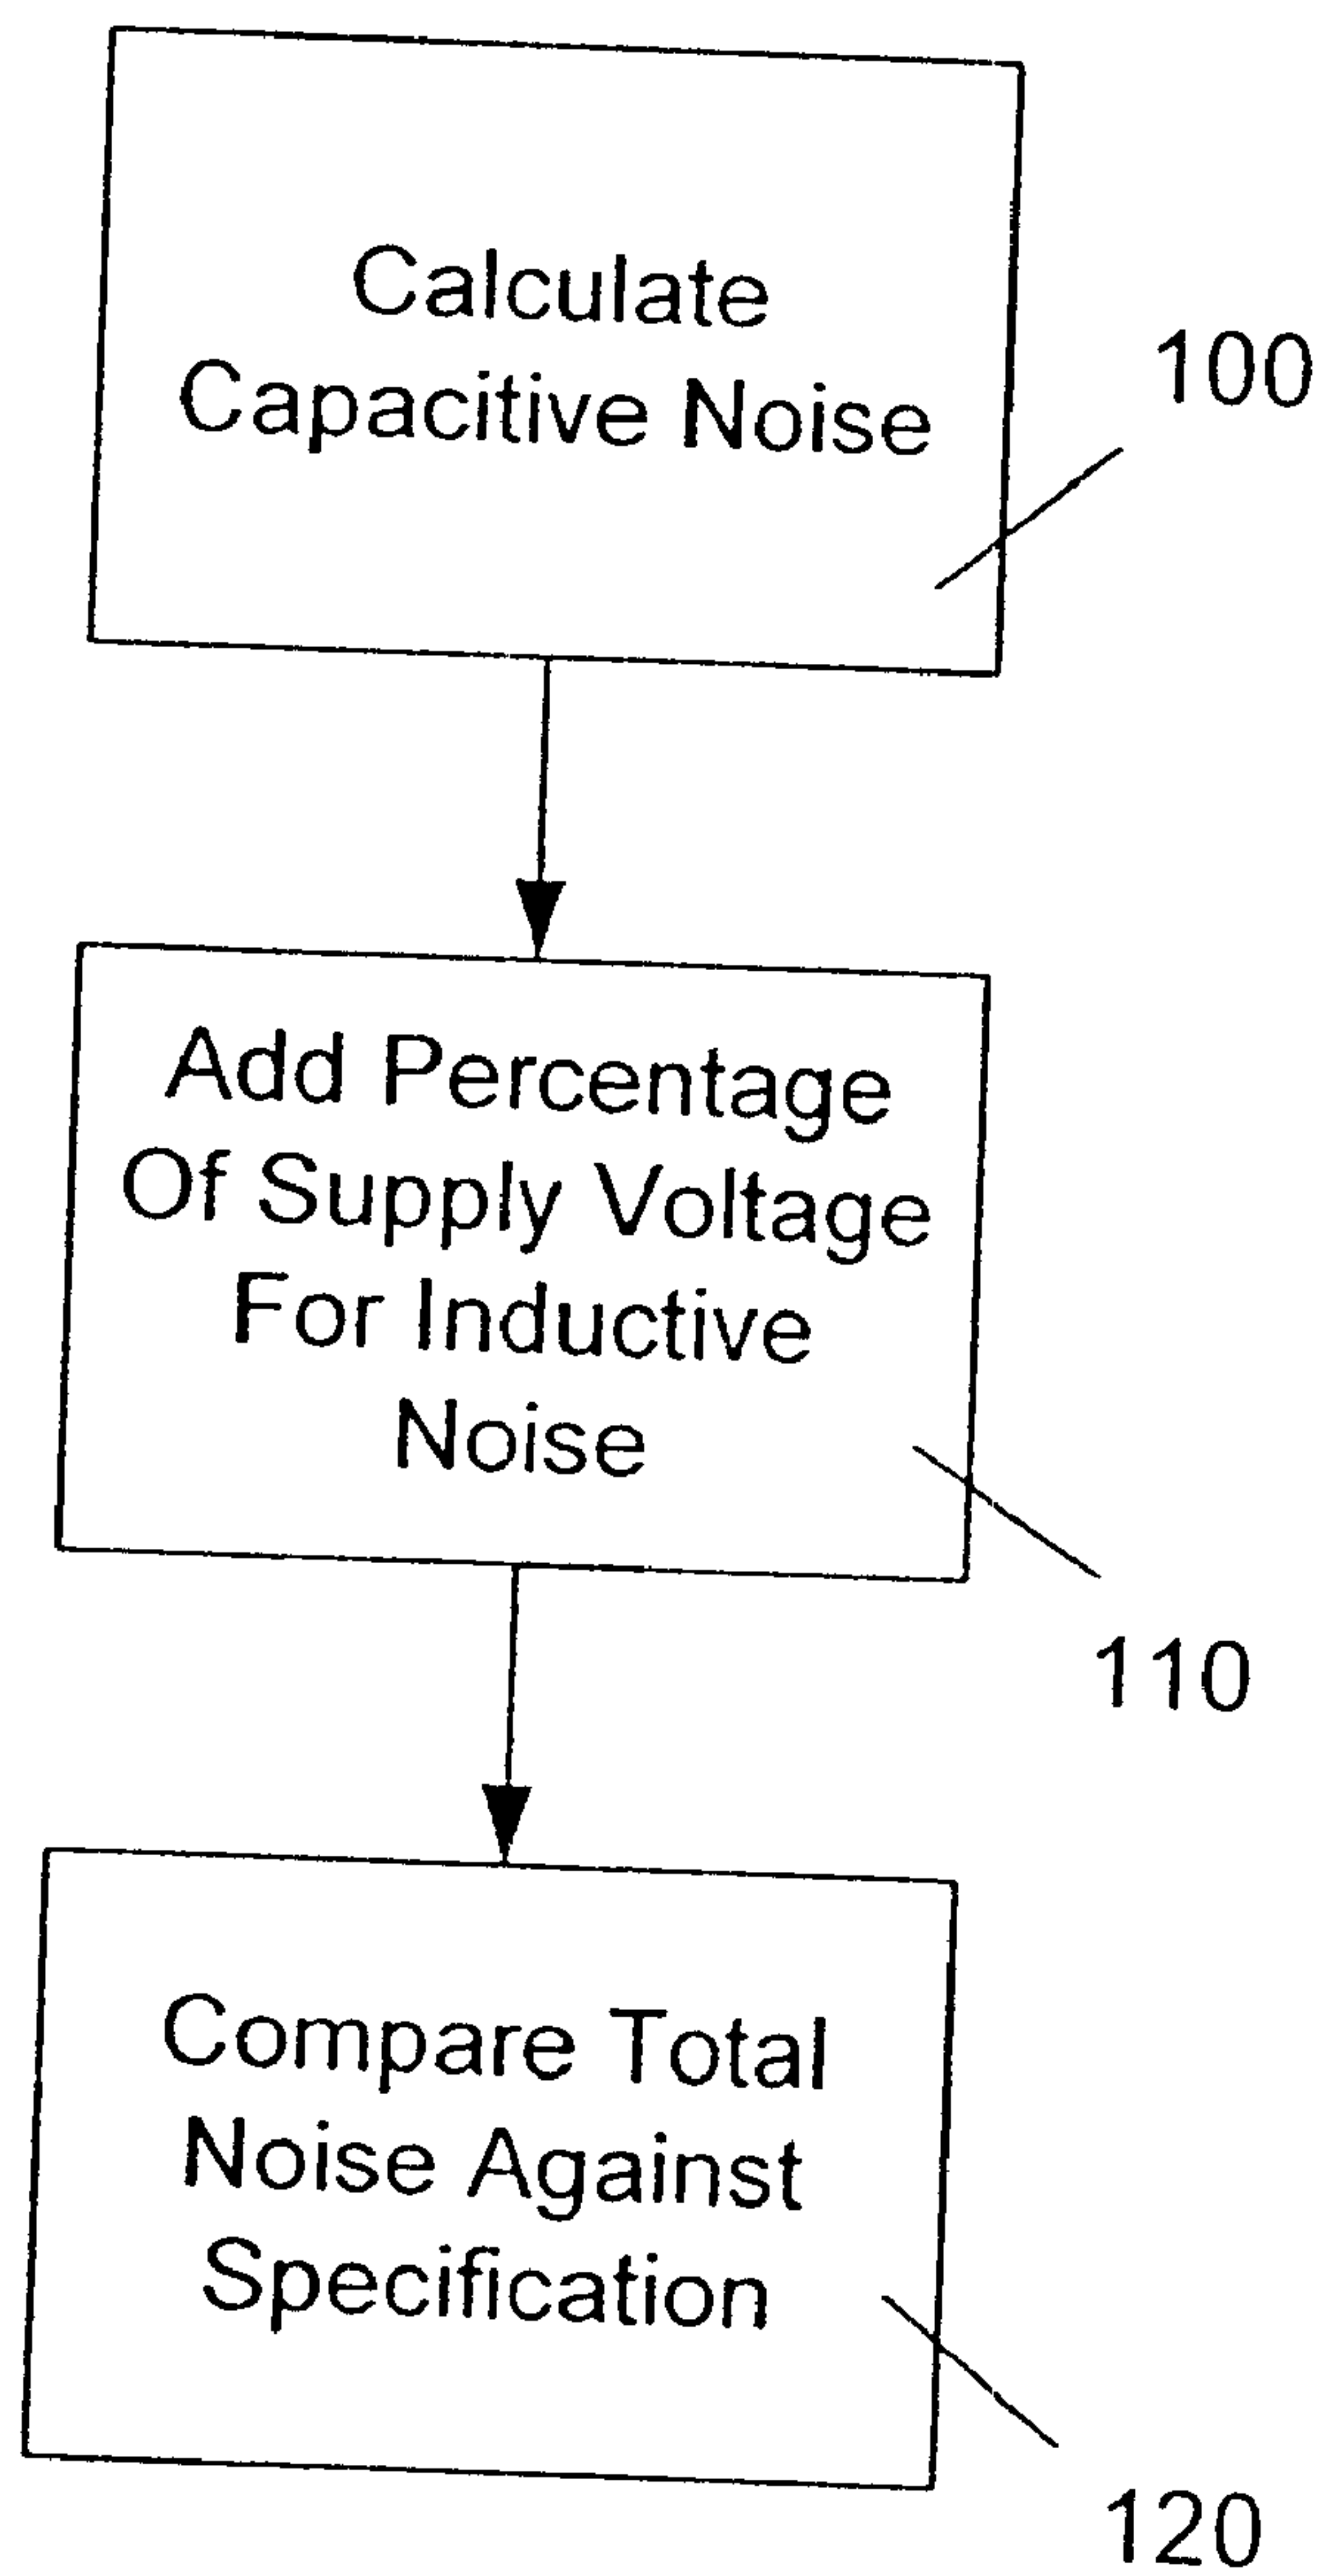 Calculate
Capacitive Noise
100
Add Percentage
Of Supply Voltage
For Inductive
Noise
110
Compare Total
Noise Against
Specification
120